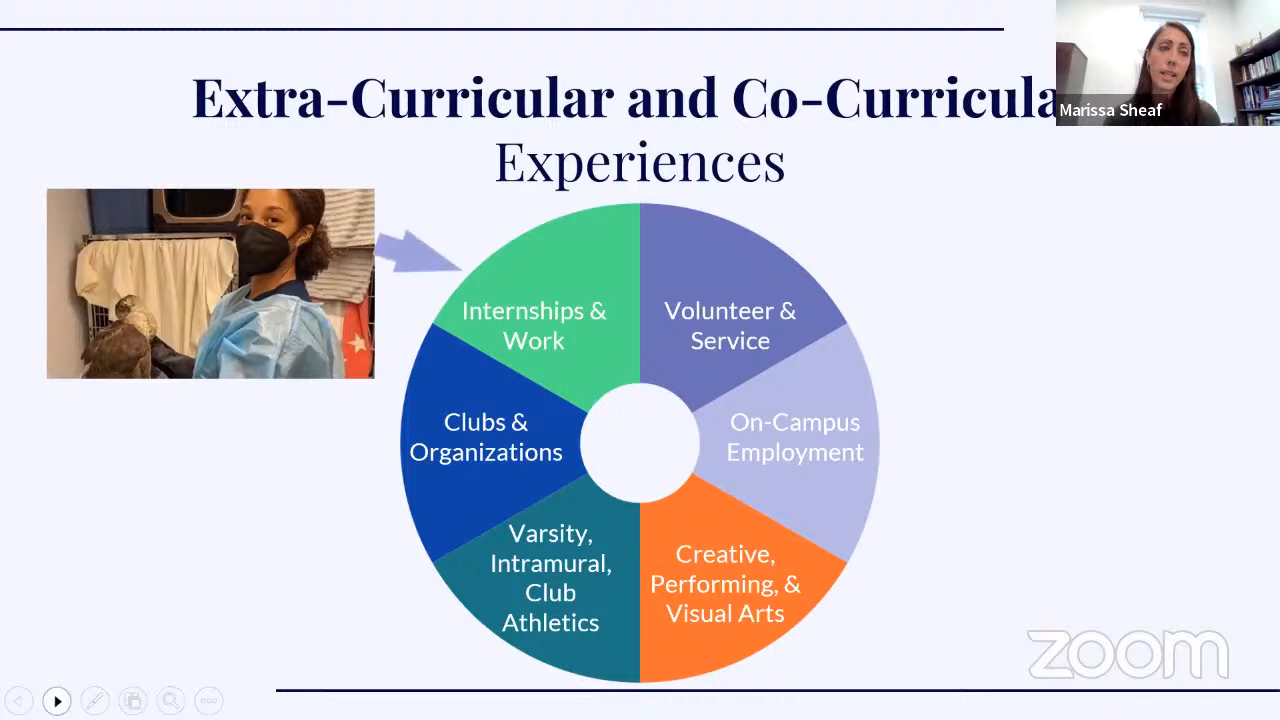 Extra-Curricular and Co-Curricula
Experiences
Marissa Sheaf
Internships &
Work
Volunteer &
Service
Clubs &
Organizations
On-Campus
Employment
Varsity,
Intramural,
Club
Athletics
Creative,
Performing, &
Visual Arts
zoom